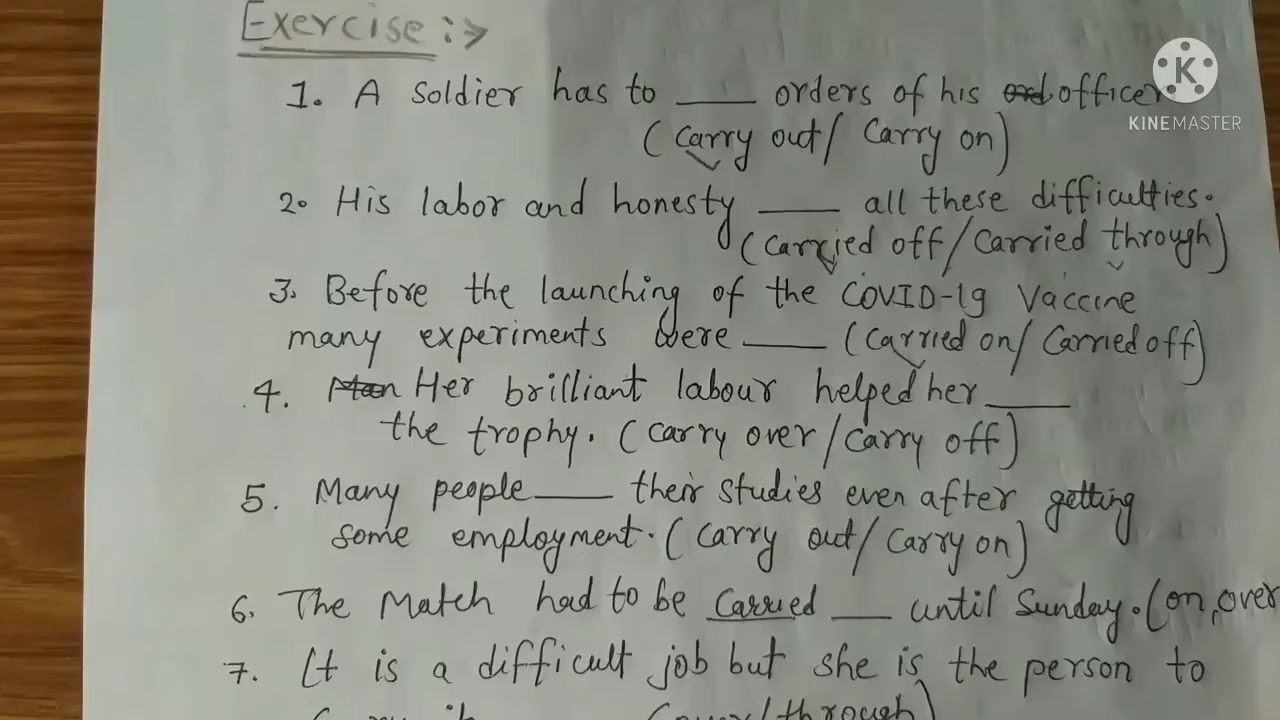 Exercise :->
1. A soldier has to ___ orders of his ord officer
K
KINEMASTER
(carry out / carry on)
2. His labor and honesty ___ all these difficulties.
(carried off / carried through)
3. Before the launching of the COVID-19 vaccine
many experiments were ___ (carried on / carried off)
4. Man Her brilliant labour helped her ___
the trophy. (carry over / carry off)
5. Many people ___ their studies even after getting
some employment. (carry out / carry on)
6. The Match had to be carried ___ until Sunday. (on, over
7. It is a difficult job but she is the person to
through)